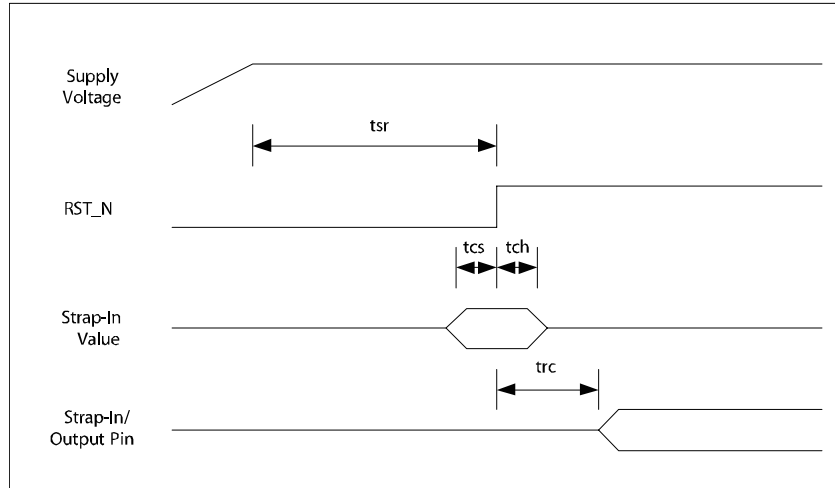 Supply
Voltage
tsr
RST_N
tcs
tch
Strap-In
Value
trc
Strap-In/
Output Pin